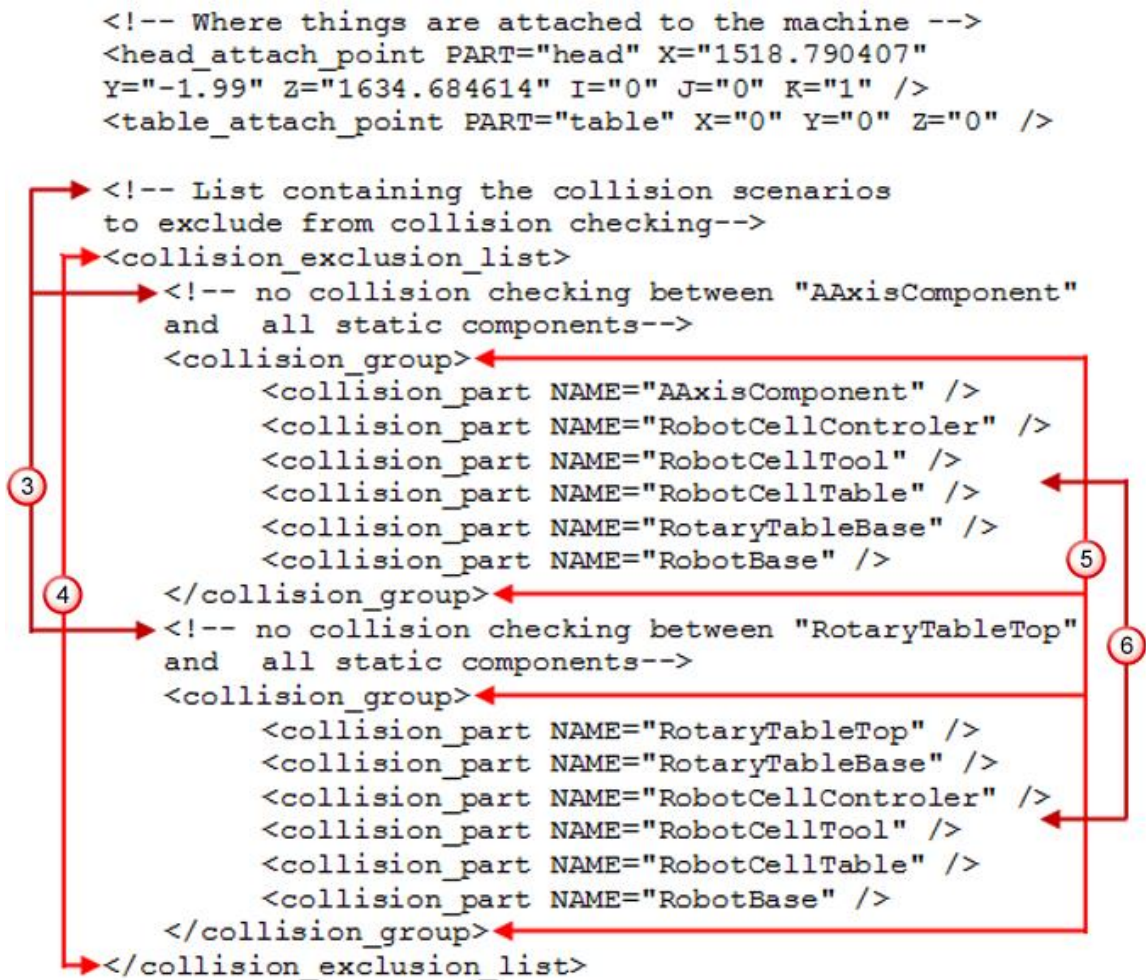 <!-- Where things are attached to the machine -->
<head_attach_point PART="head" X="1518.790407"
Y="-1.99" Z="1634.684614" I="0" J="0" K="1" />
<table_attach_point PART="table" X="0" Y="0" Z="0" />
<!-- List containing the collision scenarios
to exclude from collision checking-->
<collision_exclusion_list>
<!-- no collision checking between "AAxisComponent"
and all static components-->
<collision_group>
<collision_part NAME="AAxisComponent" />
<collision_part NAME="RobotCellControler" />
<collision_part NAME="RobotCellTool" />
3
<collision_part NAME="RobotCellTable" />
<collision_part NAME="RotaryTableBase" />
<collision_part NAME="RobotBase" />
5
4
</collision_group>
<!-- no collision checking between "RotaryTableTop"
6
and all static components-->
<collision_group>
<collision_part NAME="RotaryTableTop" />
<collision_part NAME="RotaryTableBase" />
<collision_part NAME="RobotCellControler" />
<collision_part NAME="RobotCellTool" />
<collision_part NAME="RobotCellTable" />
<collision_part NAME="RobotBase" />
</collision_group>
</collision_exclusion_list>